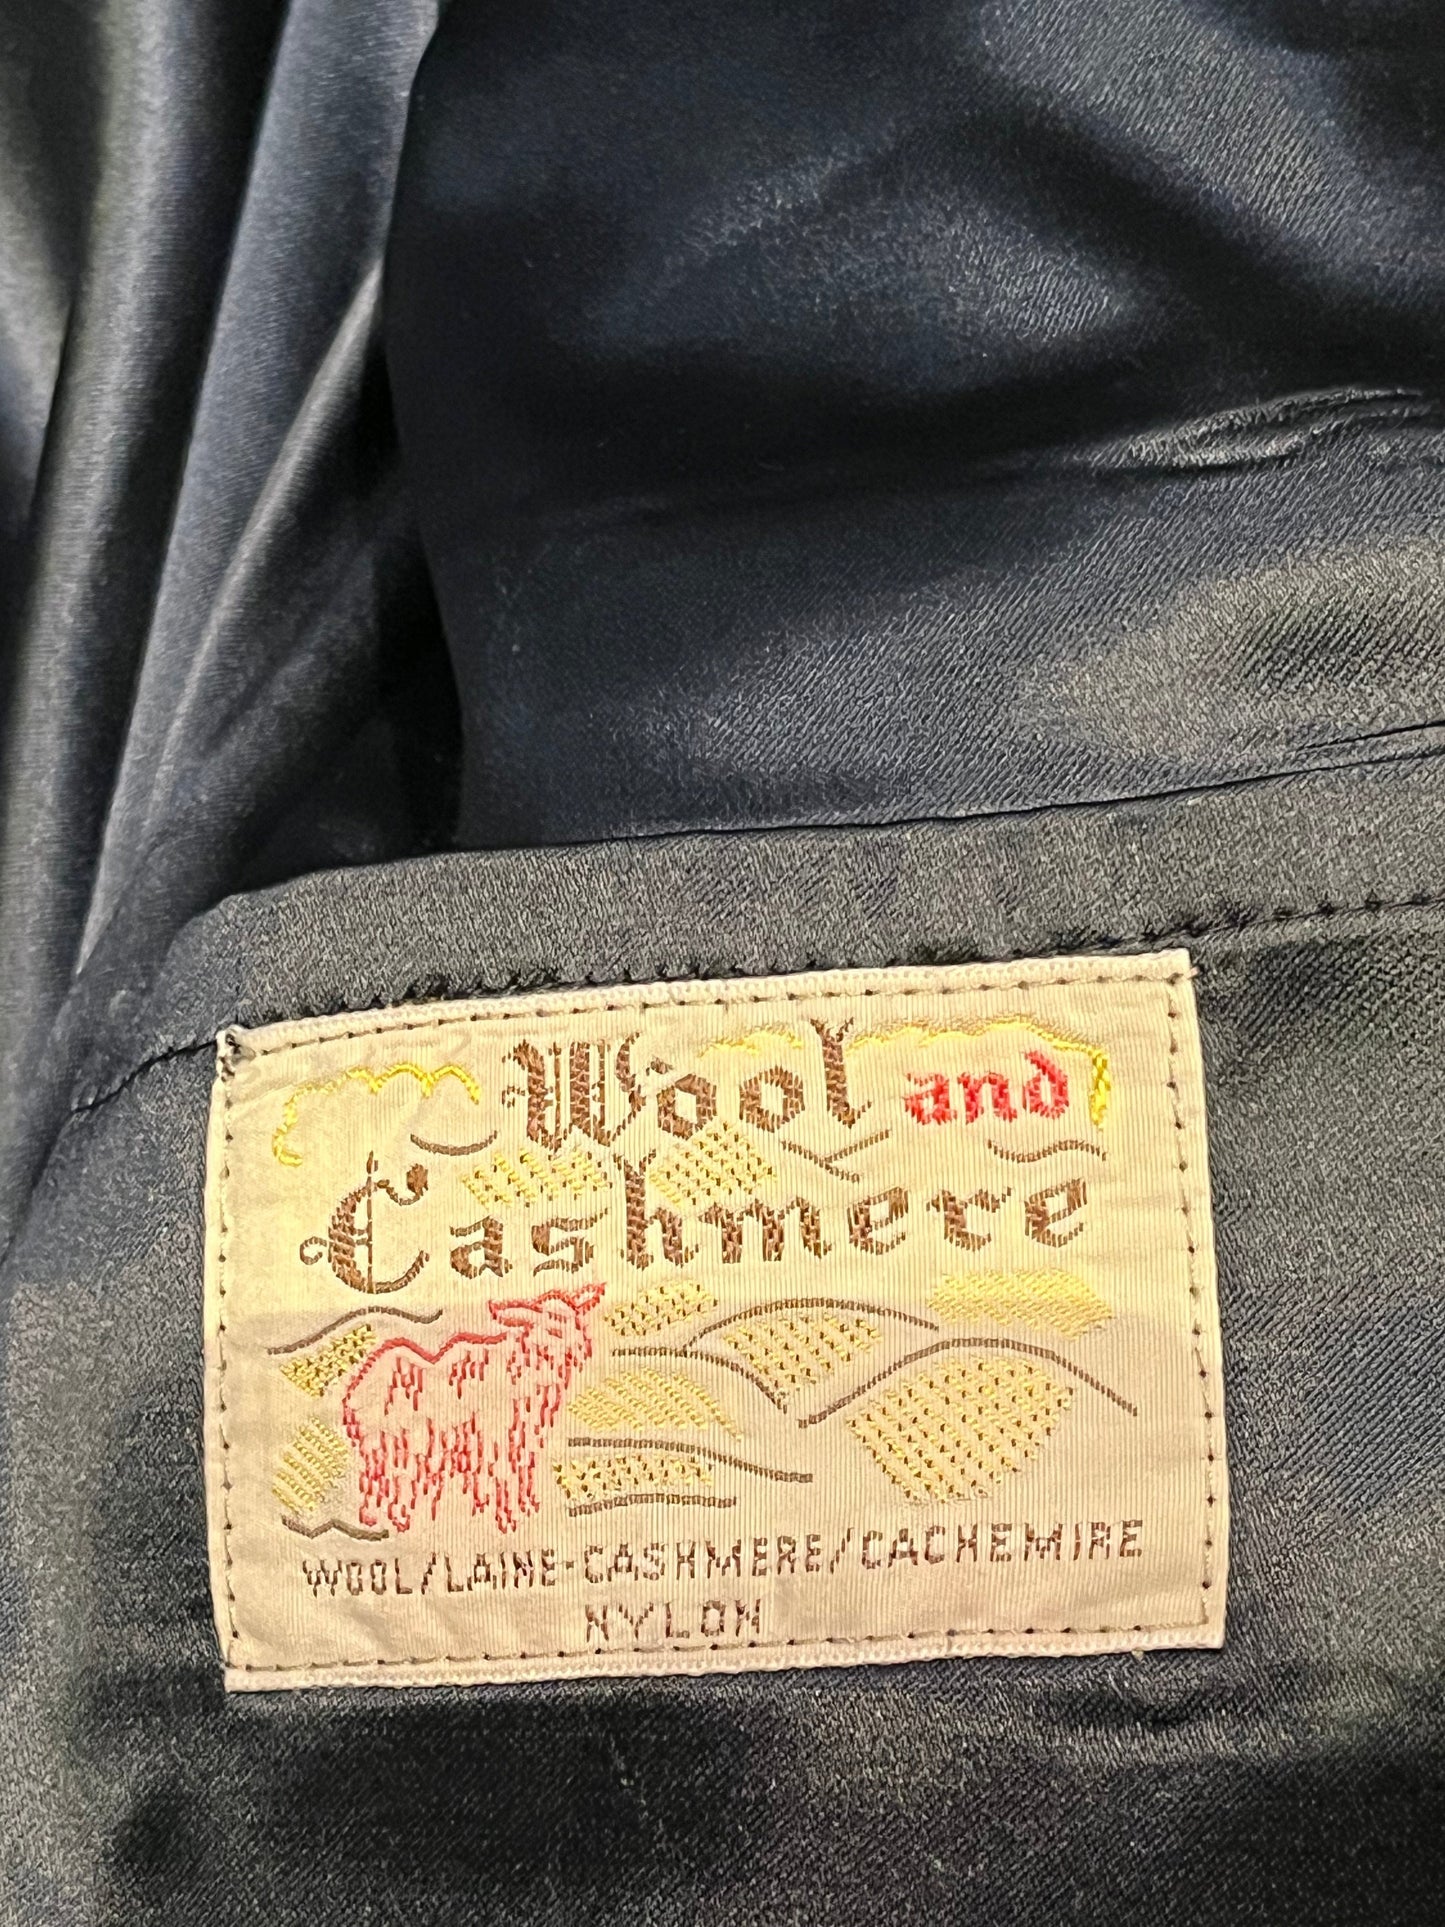 Wool and
Cashmere
WOOL/LAINE-CASHMERE/CACHEMIRE
NYLON